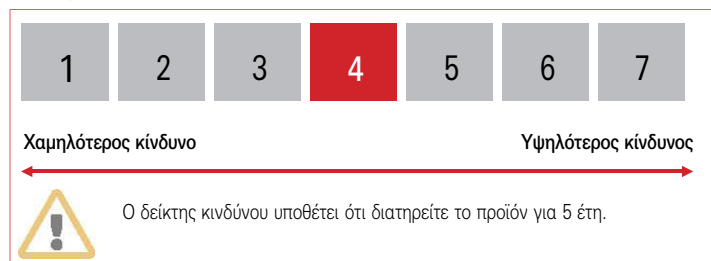 1 2 3 4 5 6 7
Χαμηλότερος κίνδυνο Υψηλότερος κίνδυνος
Ο δείκτης κινδύνου υποθέτει ότι διατηρείτε το προϊόν για 5 έτη.